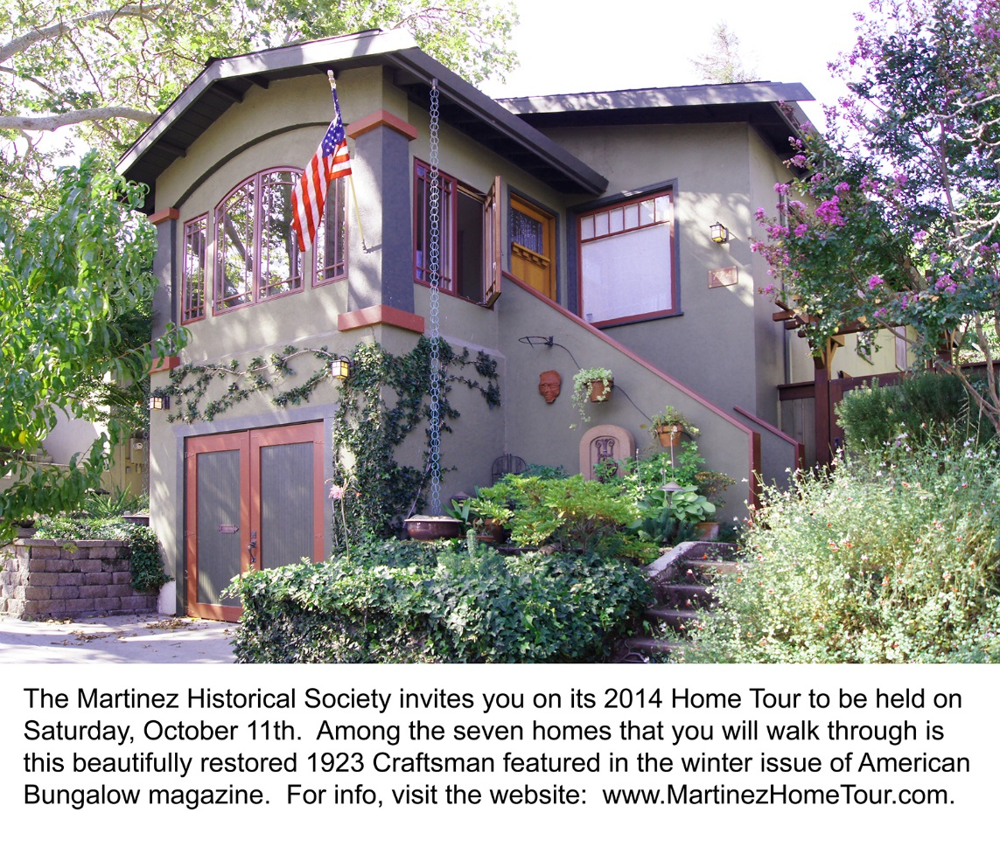 The Martinez Historical Society invites you on its 2014 Home Tour to be held on
Saturday, October 11th.  Among the seven homes that you will walk through is
this beautifully restored 1923 Craftsman featured in the winter issue of American
Bungalow magazine.  For info, visit the website:  www.MartinezHomeTour.com.